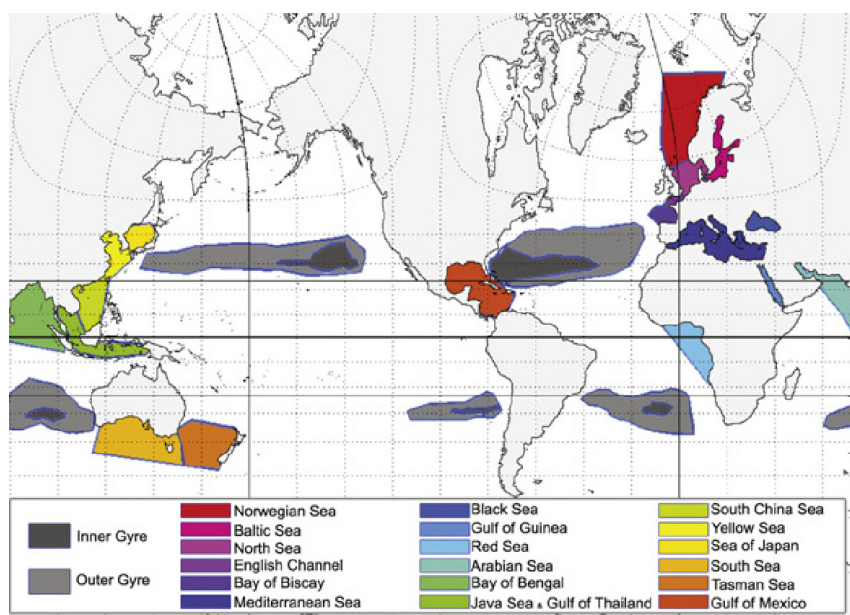 Inner Gyre
Outer Gyre
Norwegian Sea
Baltic Sea
North Sea
English Channel
Bay of Biscay
Mediterranean Sea
Black Sea
Gulf of Guinea
Red Sea
Arabian Sea
Bay of Bengal
Java Sea & Gulf of Thailand
South China Sea
Yellow Sea
Sea of Japan
South Sea
Tasman Sea
Gulf of Mexico